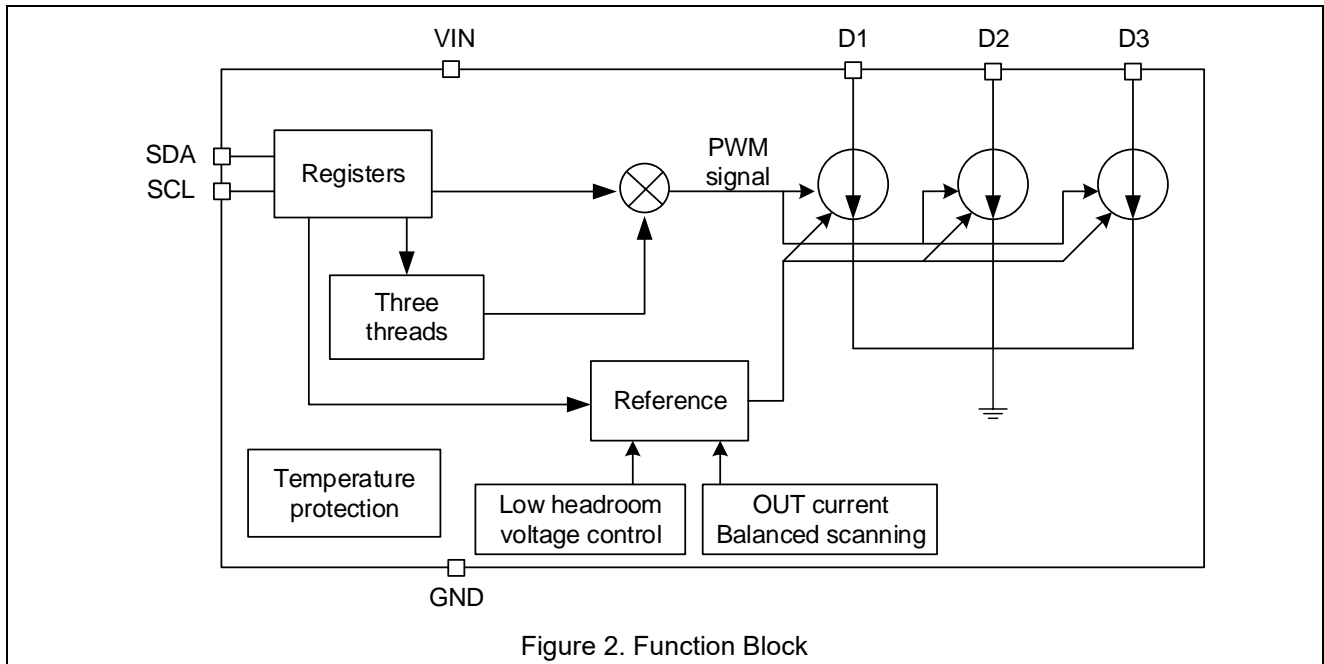 VIN
D1
D2
D3
SDA
SCL
Registers
PWM
signal
Three
threads
Reference
Temperature
protection
Low headroom
voltage control
OUT current
Balanced scanning
GND
Figure 2. Function Block